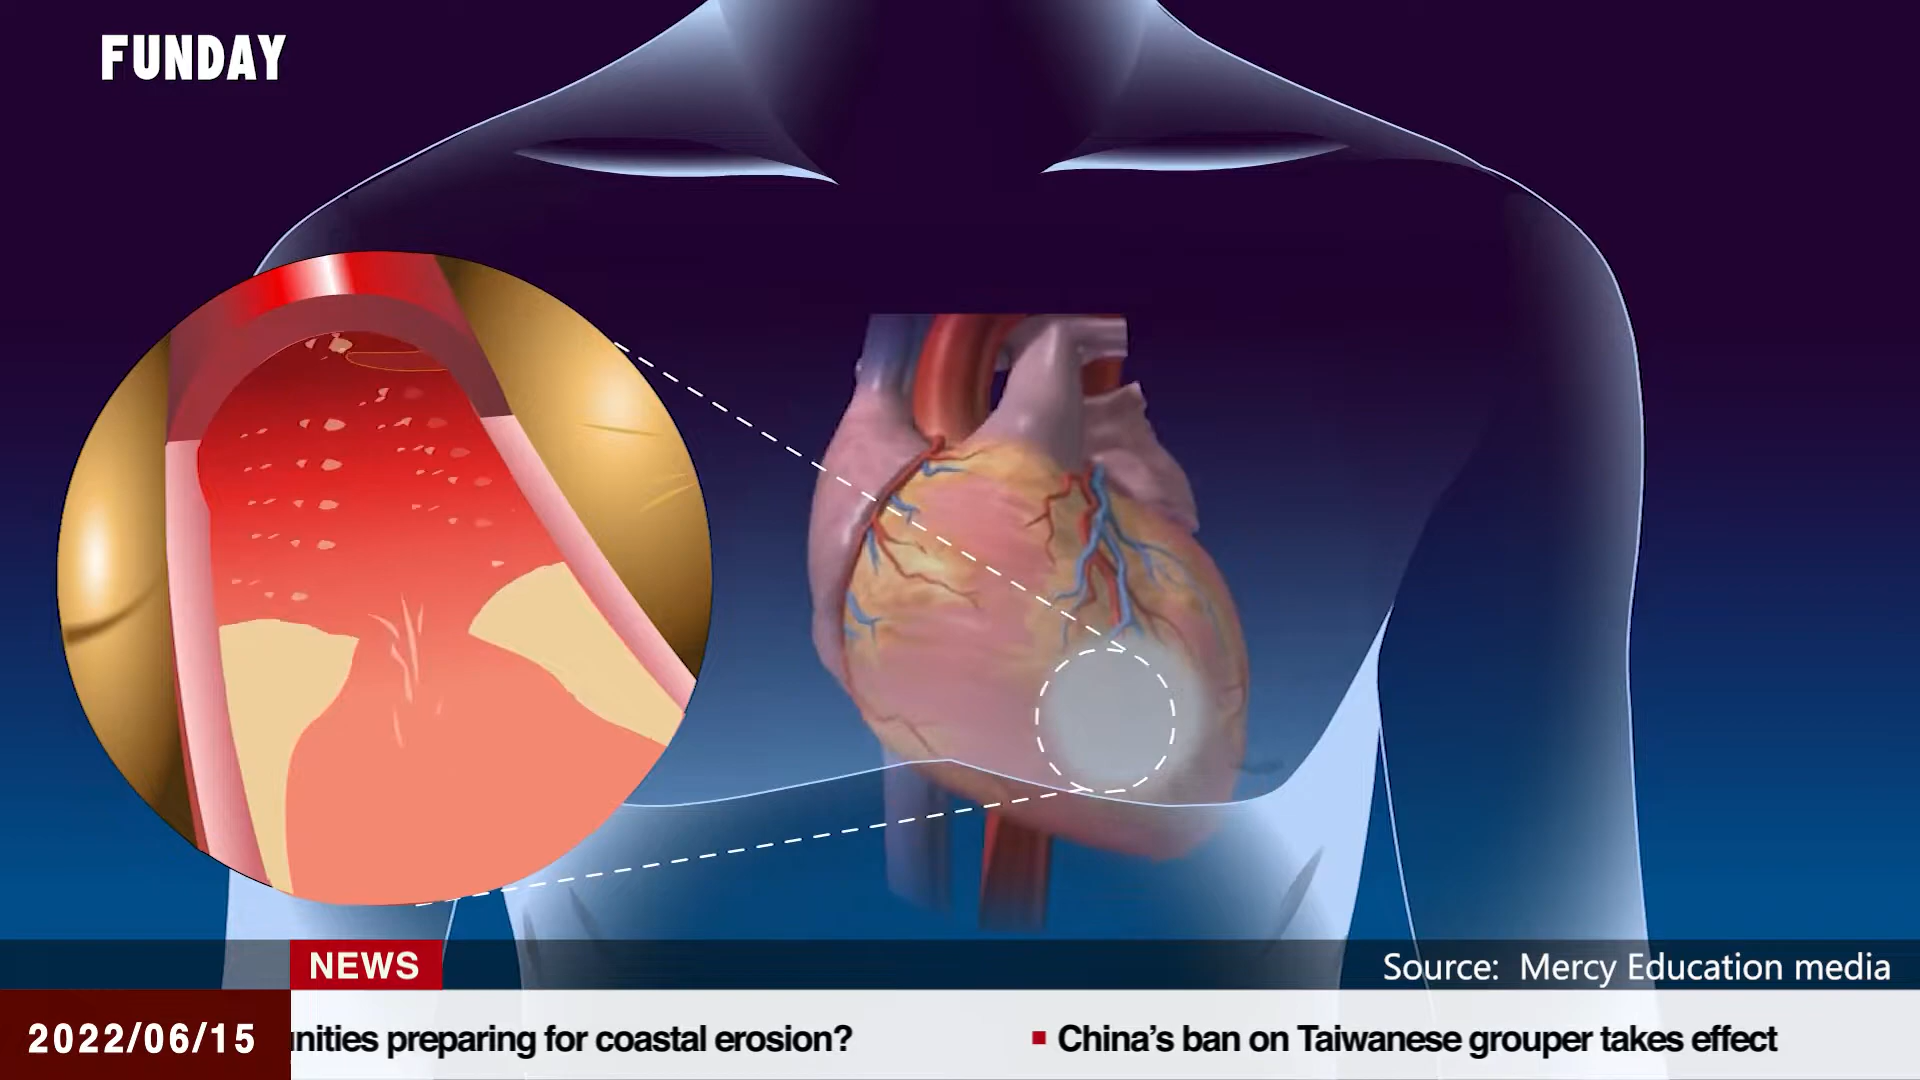 FUNDAY
NEWS
Source: Mercy Education media
2022/06/15
preparing for coastal erosion?
China's ban on Taiwanese grouper takes effect